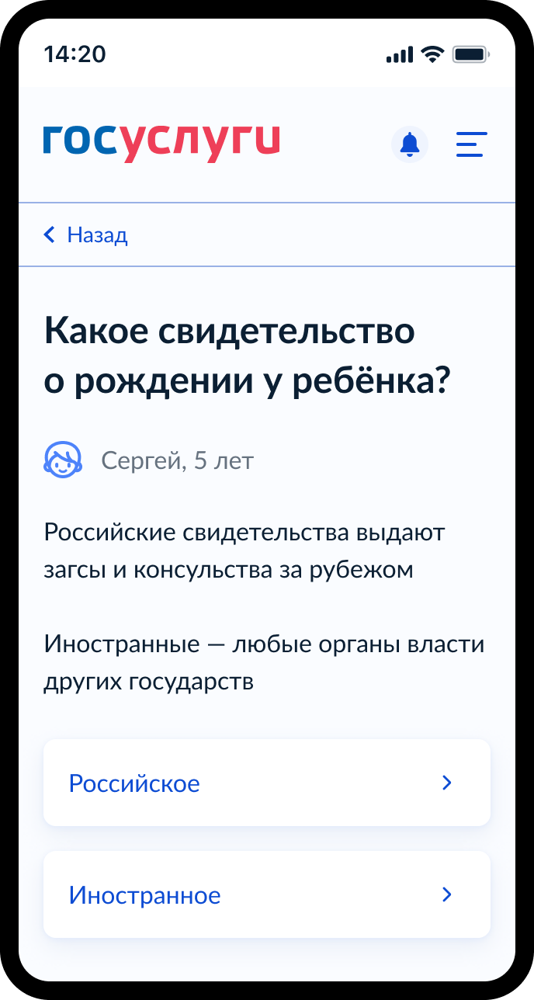 14:20
госуслуги
Назад
Какое свидетельство
о рождении у ребёнка?
Сергей, 5 лет
Российские свидетельства выдают
загсы и консульства за рубежом
Иностранные — любые органы власти
других государств
Российское
Иностранное